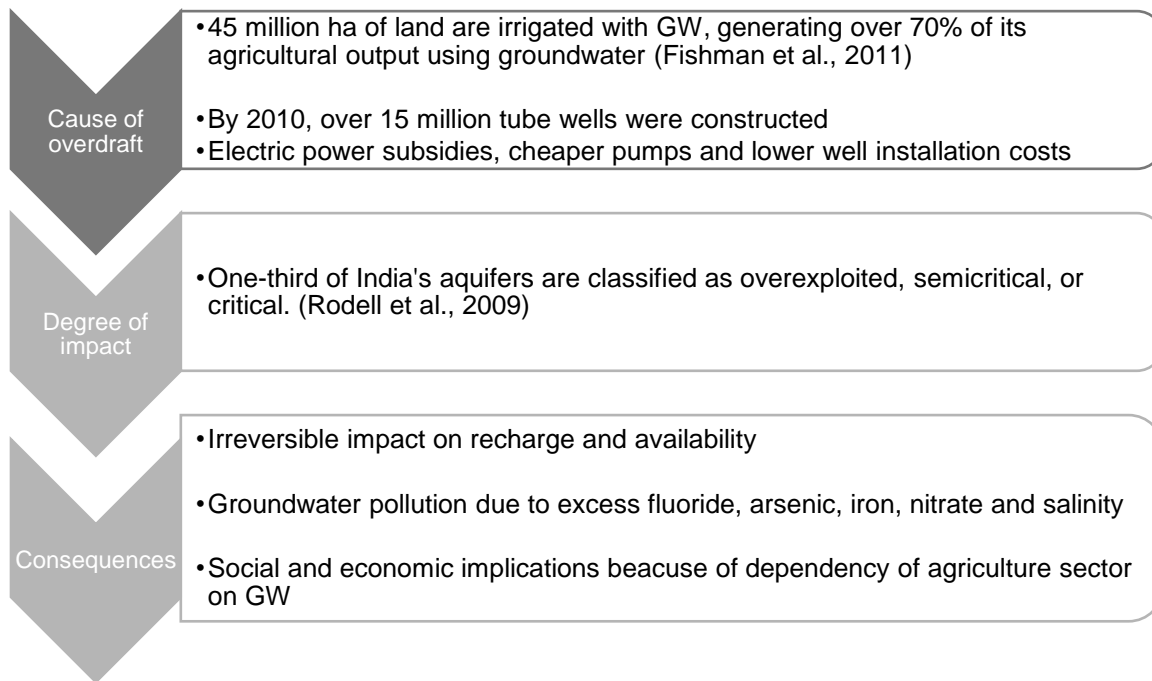 Cause of
overdraft
•45 million ha of land are irrigated with GW, generating over 70% of its
agricultural output using groundwater (Fishman et al., 2011)
•By 2010, over 15 million tube wells were constructed
•Electric power subsidies, cheaper pumps and lower well installation costs
Degree of
impact
•One-third of India's aquifers are classified as overexploited, semicritical, or
critical. (Rodell et al., 2009)
Consequences
•Irreversible impact on recharge and availability
•Groundwater pollution due to excess fluoride, arsenic, iron, nitrate and salinity
•Social and economic implications beacuse of dependency of agriculture sector
on GW